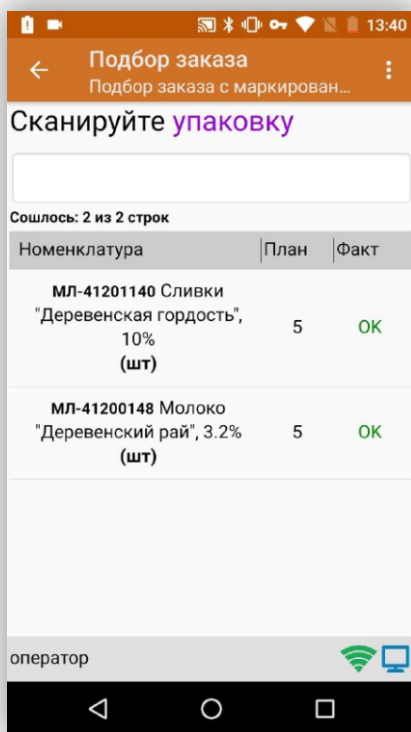 13:40
Подбор заказа
Подбор заказа с маркирован...
Сканируйте упаковку
Сошлось: 2 из 2 строк
Номенклатура План Факт
МЛ-41201140 Сливки
"Деревенская гордость",
10%
(шт)
5 OK
МЛ-41200148 Молоко
"Деревенский рай", 3.2%
(шт)
5 OK
оператор